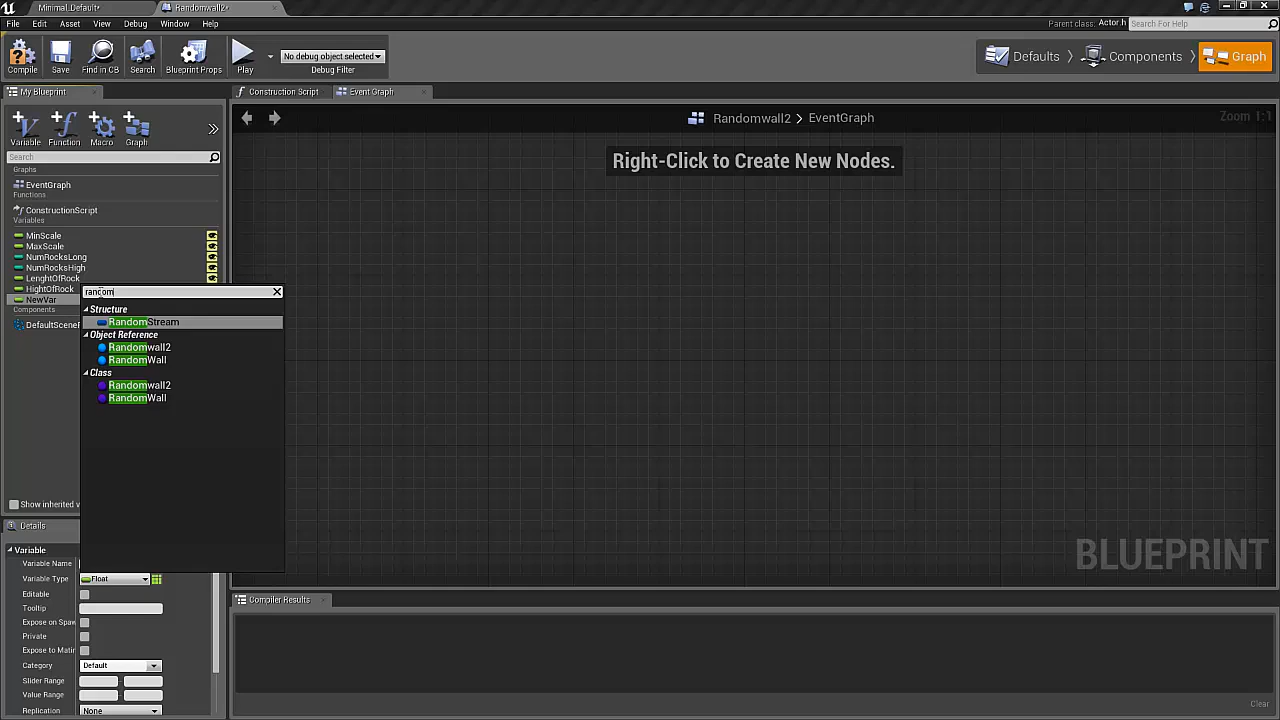 Minimal_Default*
Randomwall2*
File Edit Asset View Debug Window Help
Parent class: Actor.h
Search For Help
Compile
Save
Find in CB
Search
Blueprint Props
Play
No debug object selected
Debug Filter
Defaults
Components
Graph
My Blueprint
Construction Script
Event Graph
Variable
Function
Macro
Graph
Randomwall2 > EventGraph
Zoom 1:1
Search
Right-Click to Create New Nodes.
Graphs
EventGraph
Functions
ConstructionScript
Variables
MinScale
MaxScale
NumRocksLong
NumRocksHigh
LenghtOfRock
HightOfRock
NewVar
Components
DefaultSceneR
random
Structure
RandomStream
Object Reference
Randomwall2
RandomWall
Class
Randomwall2
RandomWall
Show inherited v
Details
Variable
Variable Name
Variable Type Float
Editable
Tooltip
Expose on Spaw
Private
Expose to Matin
Category Default
Slider Range
Value Range
Replication None
BLUEPRINT
Compiler Results
Clear